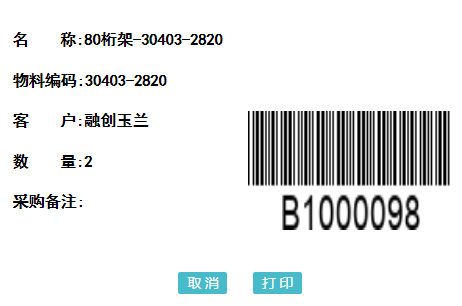 名　　称:80桁架-30403-2820
物料编码:30403-2820
客　　户:融创玉兰
数　　量:2
采购备注:
B1000098
取消 打印